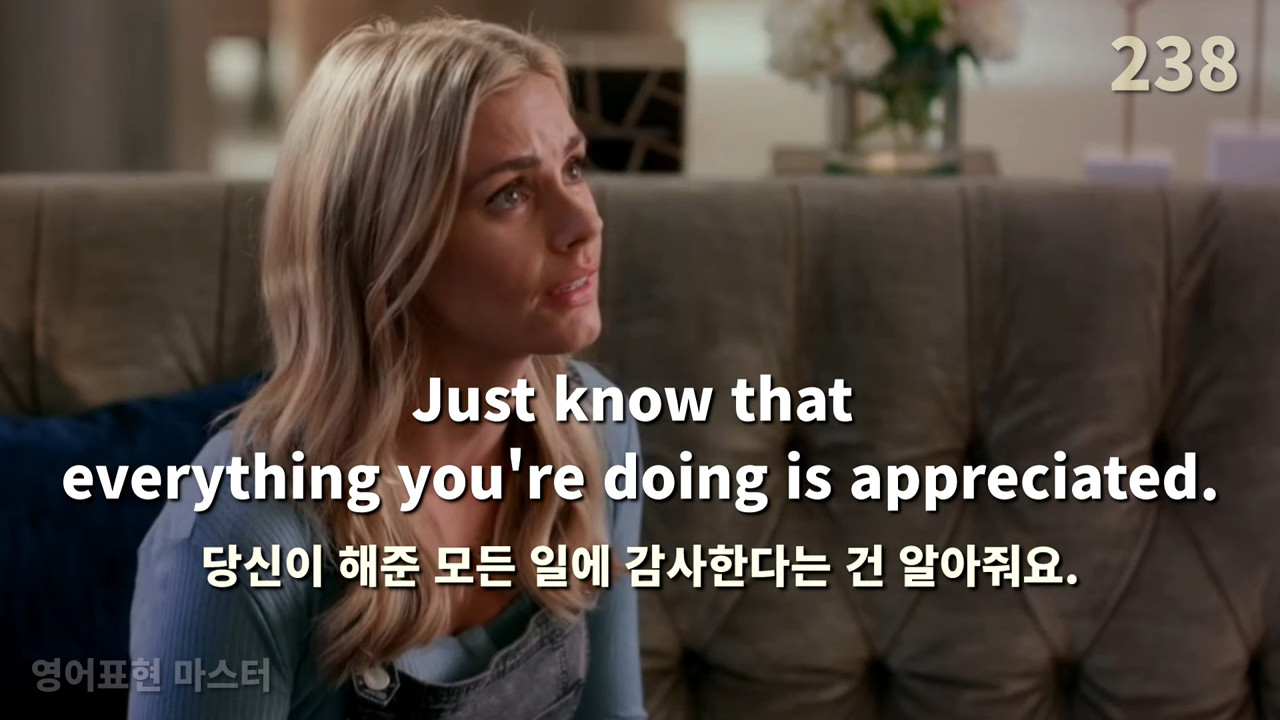 238
Just know that
everything you're doing is appreciated.
당신이 해준 모든 일에 감사한다는 건 알아줘요.
영어표현 마스터